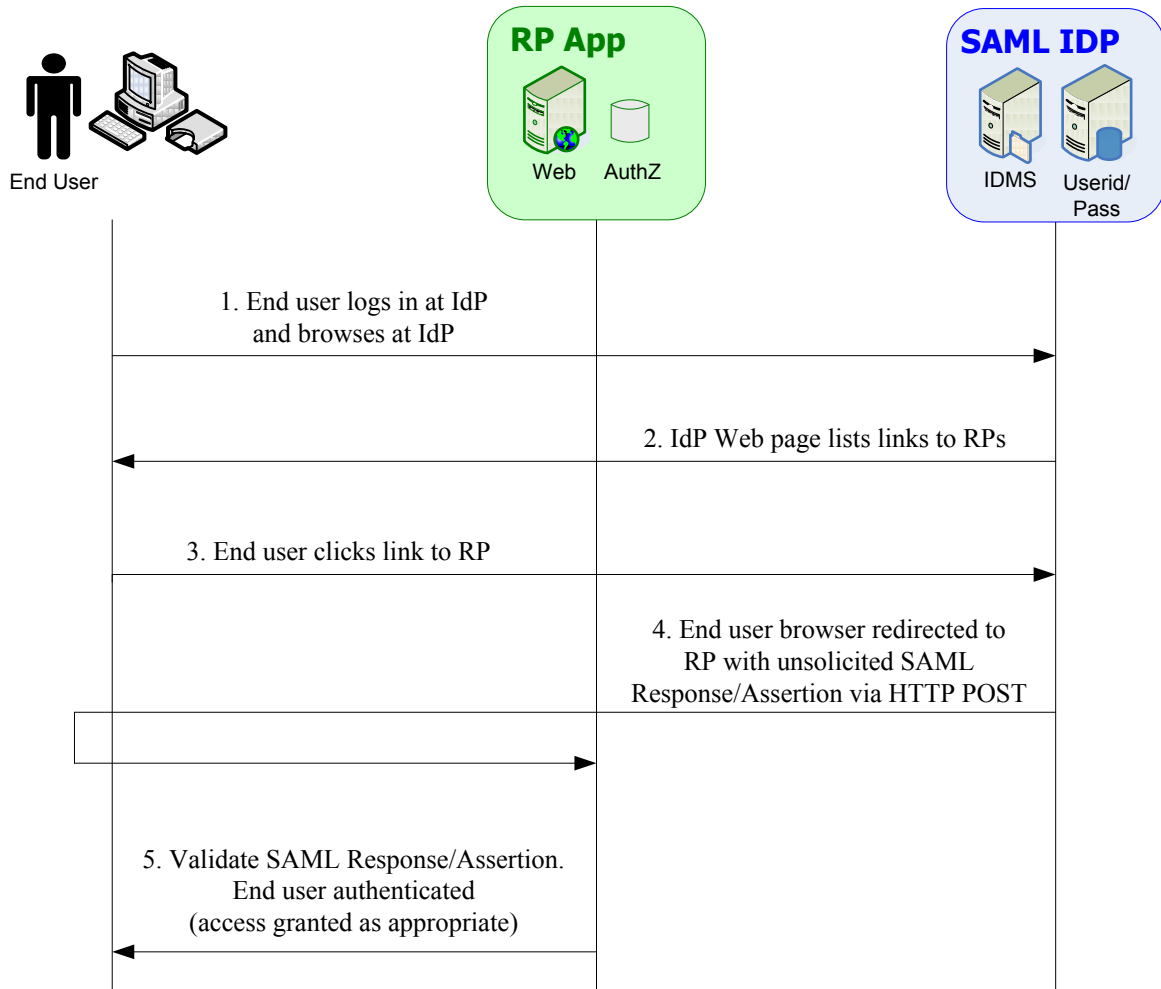 RP App
SAML IDP
End User
Web
AuthZ
IDMS
Userid/
Pass
1. End user logs in at IdP
and browses at IdP
2. IdP Web page lists links to RPs
3. End user clicks link to RP
4. End user browser redirected to
RP with unsolicited SAML
Response/Assertion via HTTP POST
5. Validate SAML Response/Assertion.
End user authenticated
(access granted as appropriate)